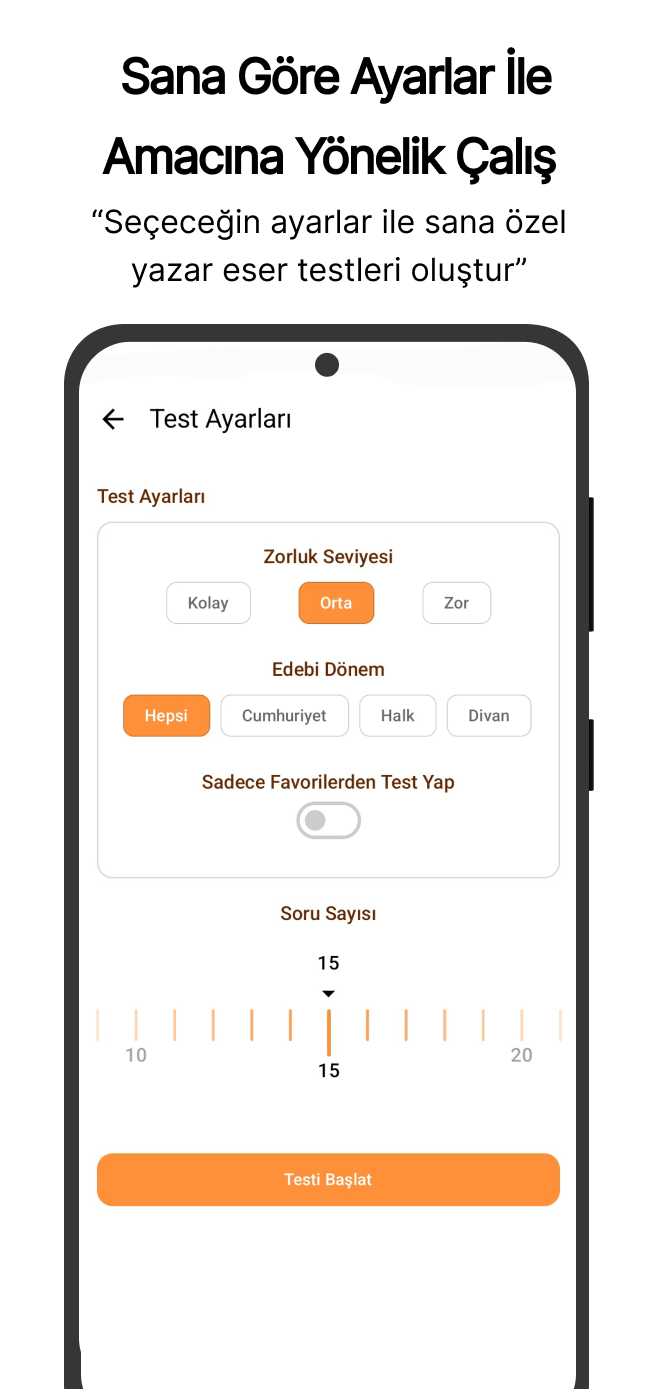 Sana Göre Ayarlar İle
Amacına Yönelik Çalış
“Seçeceğin ayarlar ile sana özel
yazar eser testleri oluştur”
Test Ayarları
Test Ayarları
Zorluk Seviyesi
Kolay Orta Zor
Edebi Dönem
Hepsi Cumhuriyet Halk Divan
Sadece Favorilerden Test Yap
Soru Sayısı
15
10 15 20
Testi Başlat